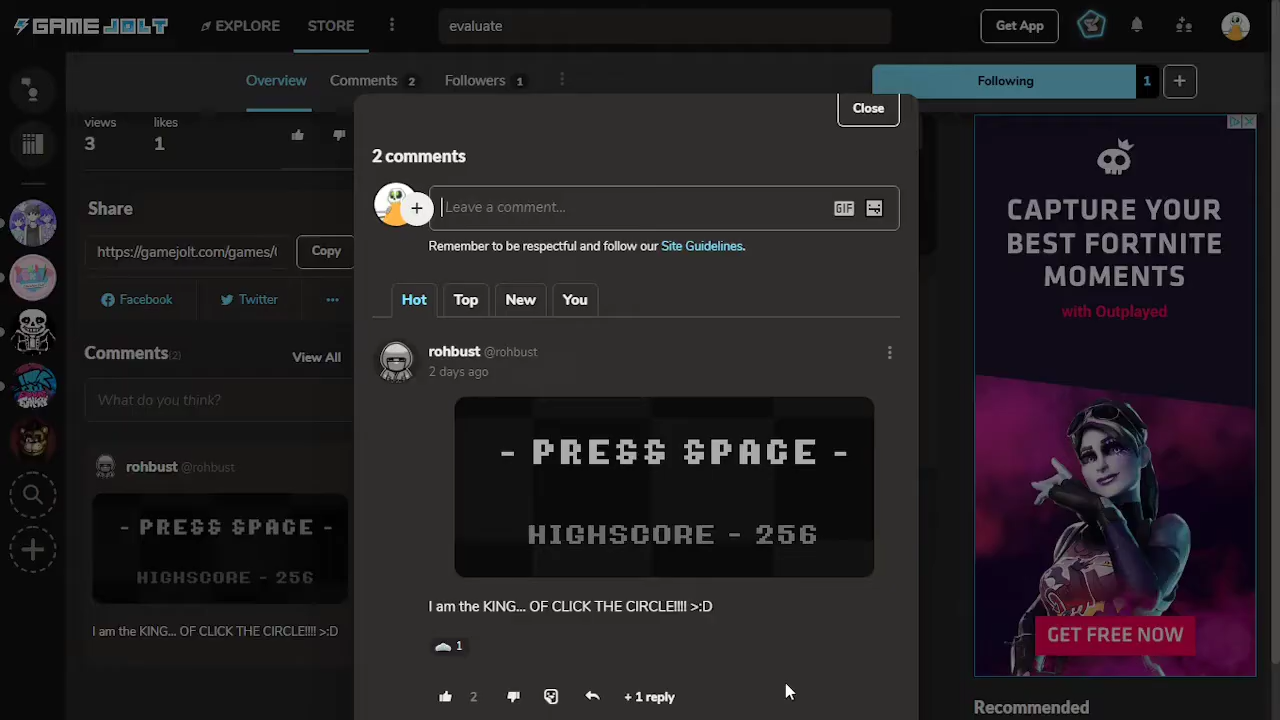 GAME JOLT
EXPLORE
STORE
evaluate
Get App
Overview
Comments 2
Followers 1
Following
1
views
3
likes
1
Share
https://gamejolt.com/games/
Copy
Facebook
Twitter
Comments(2)
View All
What do you think?
rohbust @rohbust
- PRESS SPACE -
HIGHSCORE - 256
I am the KING... OF CLICK THE CIRCLE!!!! >:D
Close
2 comments
Leave a comment...
GIF
Remember to be respectful and follow our Site Guidelines.
Hot
Top
New
You
rohbust @rohbust
2 days ago
- PRESS SPACE -
HIGHSCORE - 256
I am the KING... OF CLICK THE CIRCLE!!!! >:D
1
2
+ 1 reply
CAPTURE YOUR
BEST FORTNITE
MOMENTS
with Outplayed
GET FREE NOW
Recommended